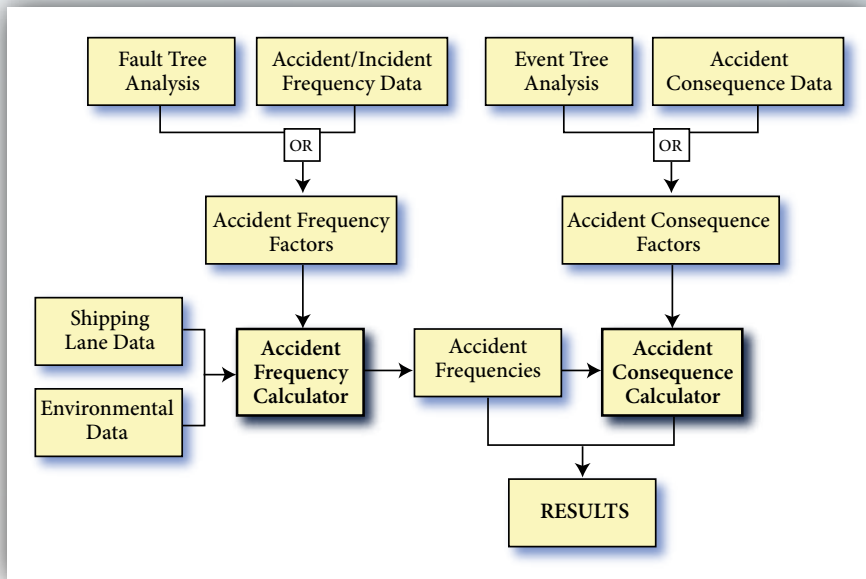 Fault Tree
Analysis
Accident/Incident
Frequency Data
Event Tree
Analysis
Accident
Consequence Data
OR
OR
Accident Frequency
Factors
Accident Consequence
Factors
Shipping
Lane Data
Environmental
Data
Accident
Frequency
Calculator
Accident
Frequencies
Accident
Consequence
Calculator
RESULTS